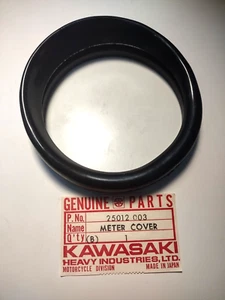 GENUINE PARTS
P. No. 25012 003
Name METER COVER
Q'ty (B) 1
KAWASAKI
HEAVY INDUSTRIES, LTD.
MOTORCYCLE DIVISION MADE IN JAPAN